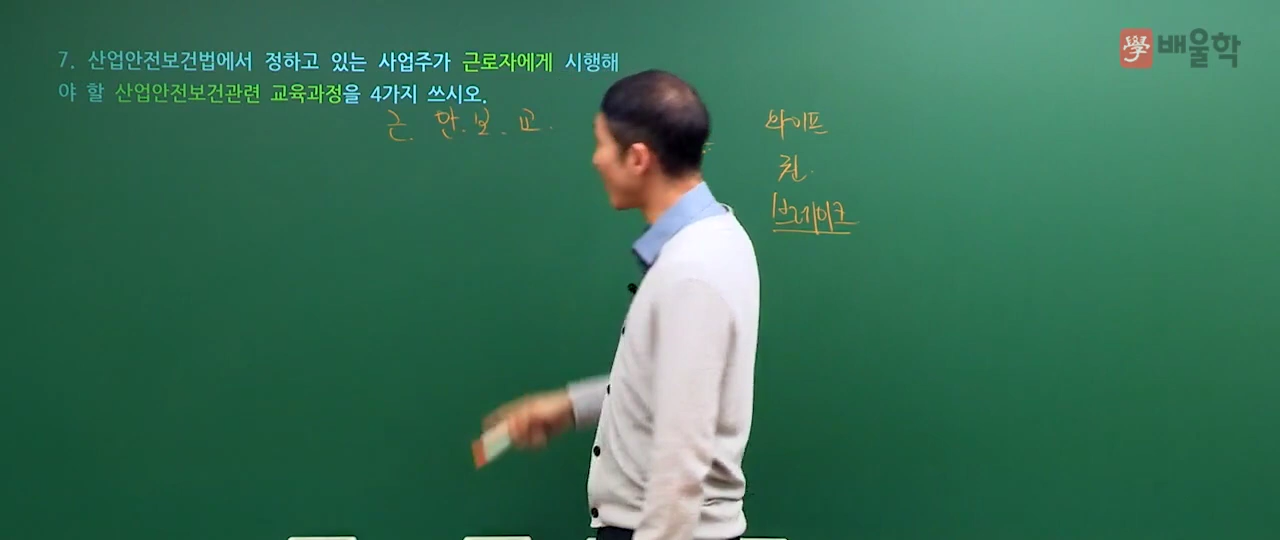 學 배울학
7. 산업안전보건법에서 정하고 있는 사업주가 근로자에게 시행해
야 할 산업안전보건관련 교육과정을 4가지 쓰시오.
근. 안. 보. 교.
와이프
퀸.
브레이크